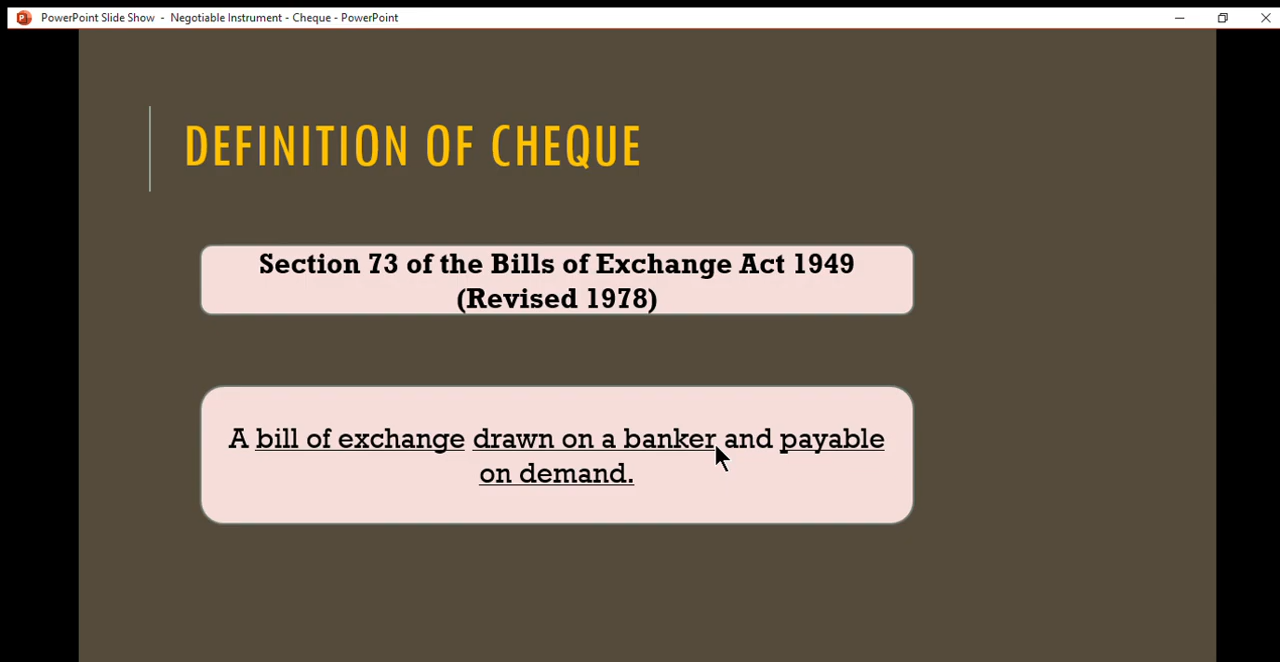 PowerPoint Slide Show - Negotiable Instrument - Cheque - PowerPoint
DEFINITION OF CHEQUE
Section 73 of the Bills of Exchange Act 1949
(Revised 1978)
A bill of exchange drawn on a banker and payable
on demand.